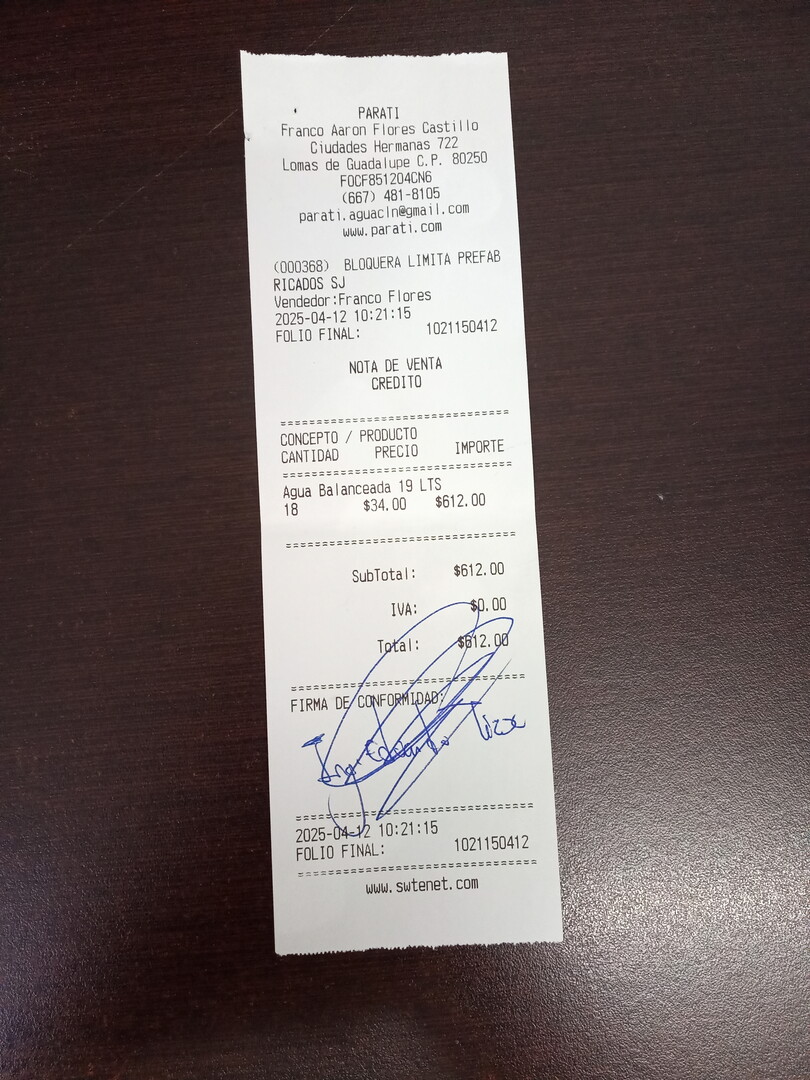 PARATI
Franco Aaron Flores Castillo
Ciudades Hermanas 722
Lomas de Guadalupe C.P. 80250
FOCF851204CN6
(667) 481-8105
parati.aguacln@gmail.com
www.parati.com
(000368) BLOQUERA LIMITA PREFAB
RICADOS SJ
Vendedor:Franco Flores
2025-04-12 10:21:15
FOLIO FINAL: 1021150412
NOTA DE VENTA
CREDITO
CONCEPTO / PRODUCTO
CANTIDAD PRECIO IMPORTE
Agua Balanceada 19 LTS
18 $34.00 $612.00
SubTotal: $612.00
IVA: $0.00
Total: $612.00
FIRMA DE CONFORMIDAD:
2025-04-12 10:21:15
FOLIO FINAL: 1021150412
www.swtenet.com